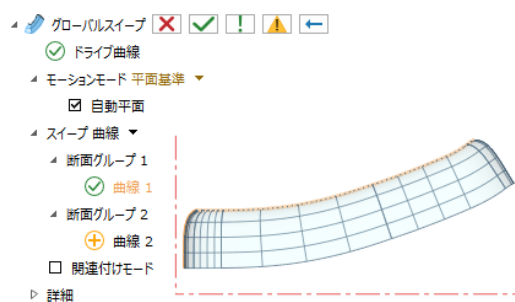 グローバルスイープ
ドライブ曲線
モーションモード 平面基準
自動平面
スイープ 曲線
断面グループ 1
曲線 1
断面グループ 2
曲線 2
関連付けモード
詳細